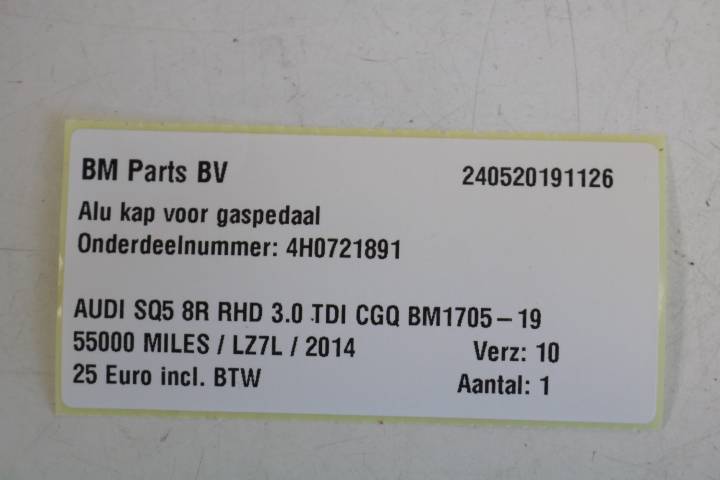 BM Parts BV 240520191126
Alu kap voor gaspedaal
Onderdeelnummer: 4H0721891
AUDI SQ5 8R RHD 3.0 TDI CGQ BM1705-19
55000 MILES / LZ7L / 2014 Verz: 10
25 Euro incl. BTW Aantal: 1